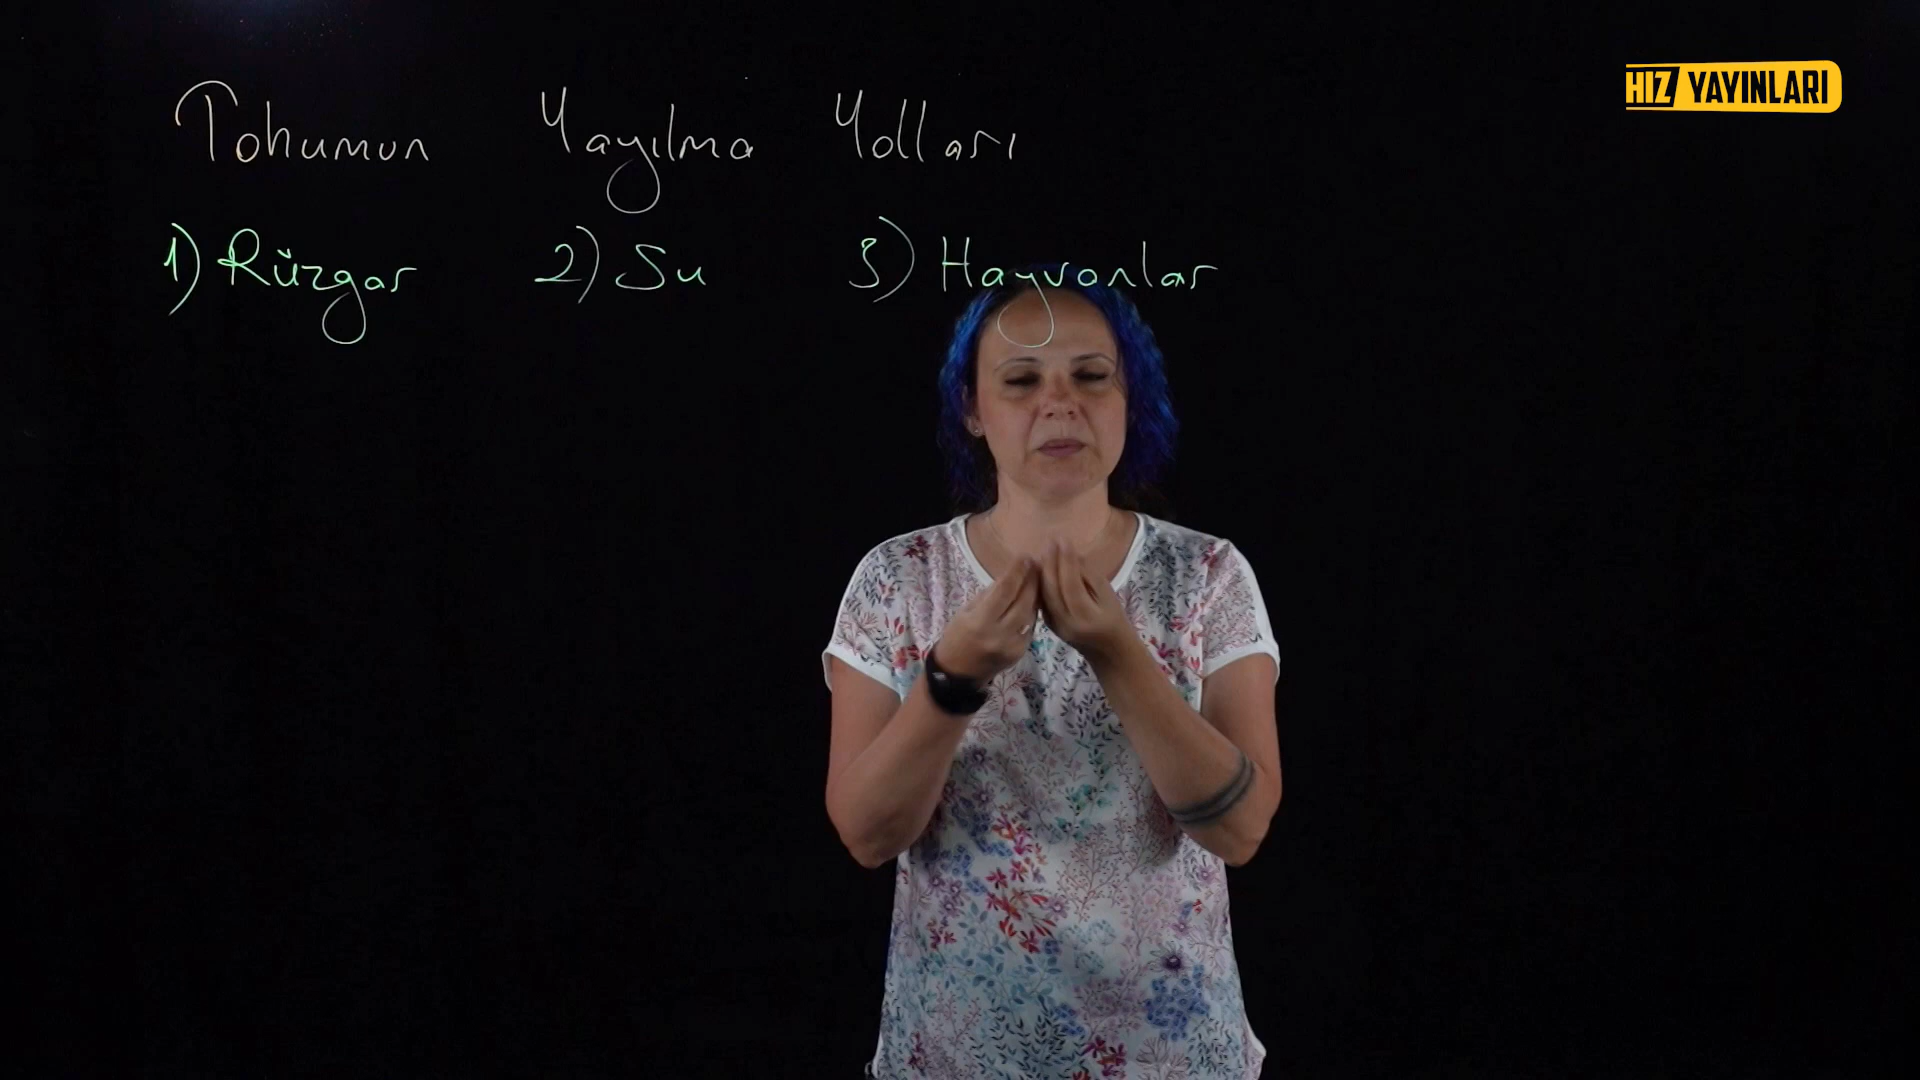 HIZ YAYINLARI
Tohumun Yayılma Yolları
1) Rüzgar 2) Su 3) Hayvanlar